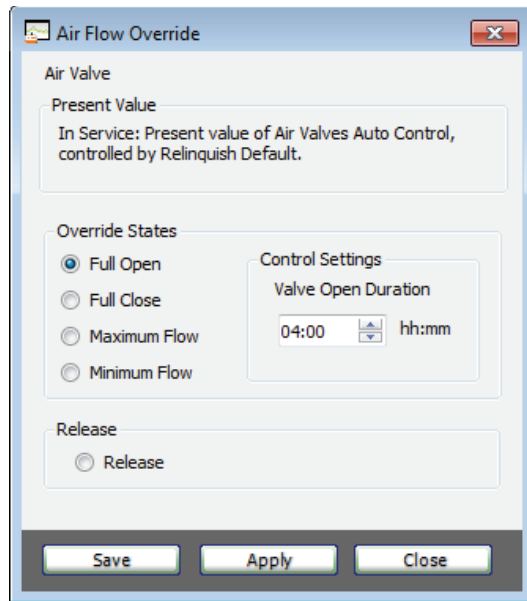 Air Flow Override
Air Valve
Present Value
In Service: Present value of Air Valves Auto Control,
controlled by Relinquish Default.
Override States
Full Open
Full Close
Maximum Flow
Minimum Flow
Control Settings
Valve Open Duration
04:00 hh:mm
Release
Release
Save Apply Close